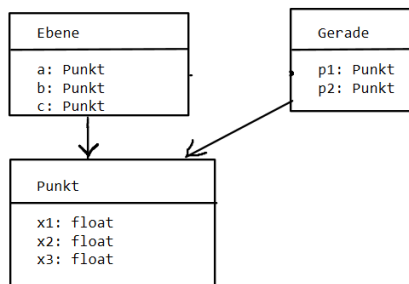 Ebene
a: Punkt
b: Punkt
c: Punkt
Gerade
p1: Punkt
p2: Punkt
Punkt
x1: float
x2: float
x3: float